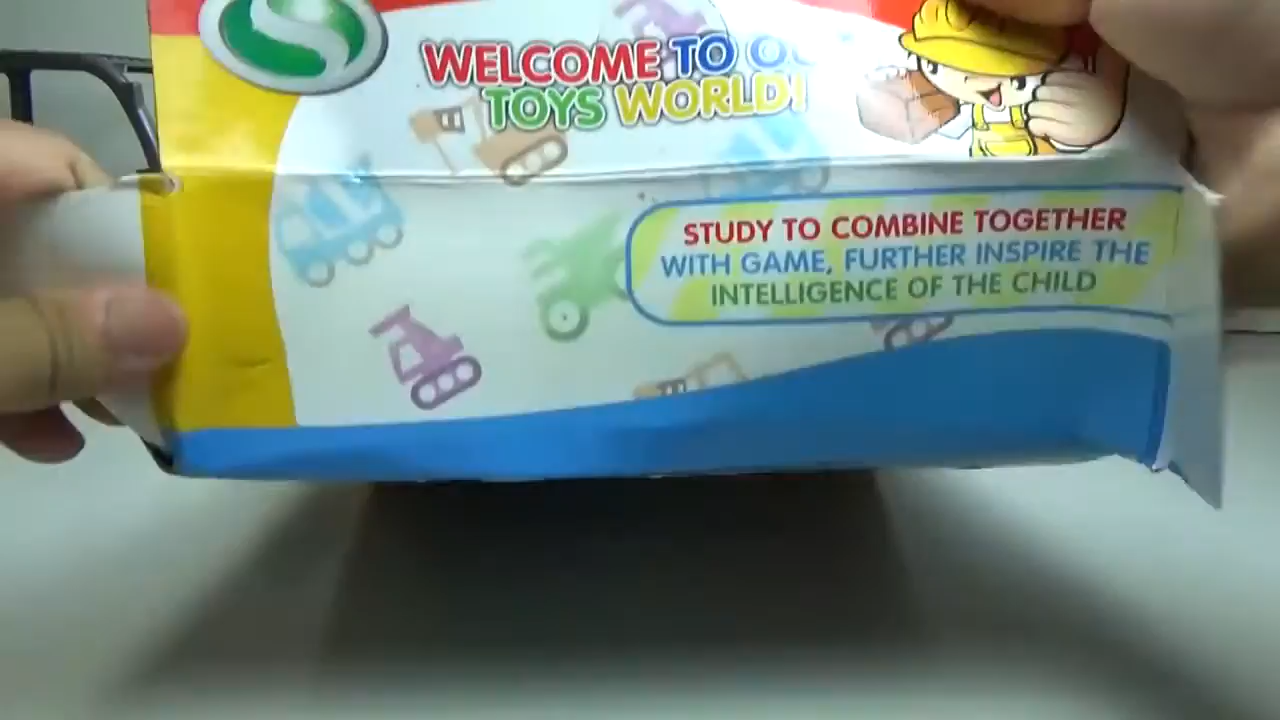 WELCOME TO
TOYS WORLD!
STUDY TO COMBINE TOGETHER
WITH GAME, FURTHER INSPIRE THE
INTELLIGENCE OF THE CHILD